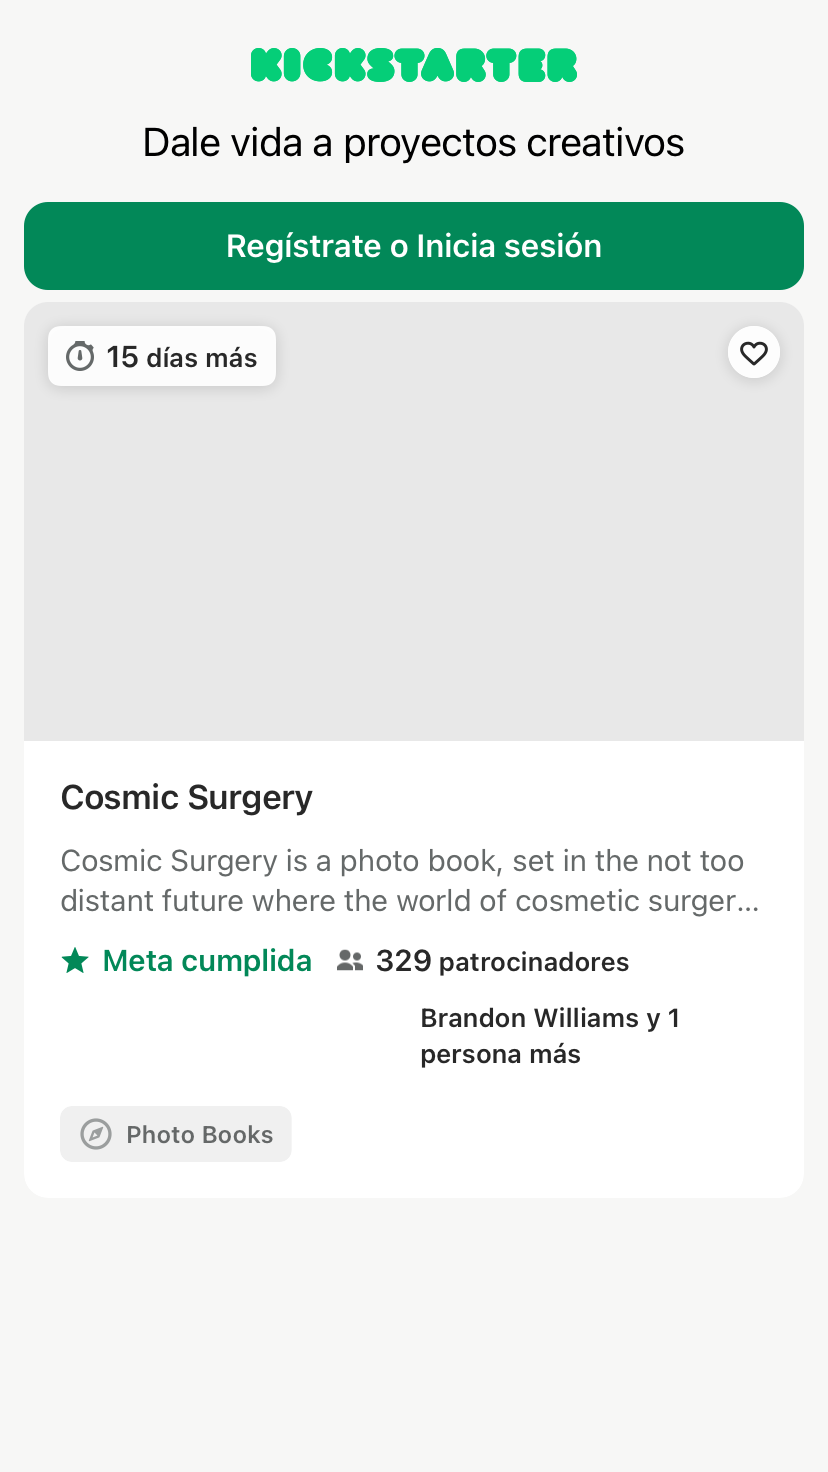 KICKSTARTER
Dale vida a proyectos creativos
Regístrate o Inicia sesión
15 días más
Cosmic Surgery
Cosmic Surgery is a photo book, set in the not too
distant future where the world of cosmetic surger...
Meta cumplida 329 patrocinadores
Brandon Williams y 1
persona más
Photo Books